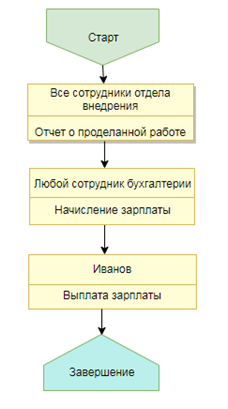 Старт
Все сотрудники отдела
внедрения
Отчет о проделанной работе
Любой сотрудник бухгалтерии
Начисление зарплаты
Иванов
Выплата зарплаты
Завершение